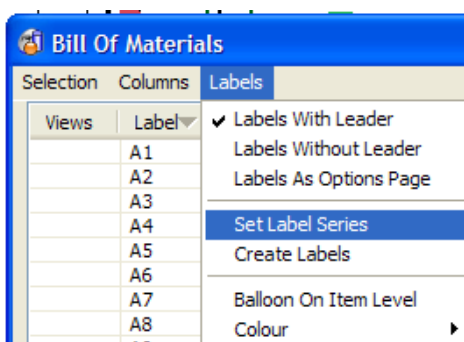 Bill Of Materials
Selection Columns Labels
Views Label
A1
A2
A3
A4
A5
A6
A7
A8
Labels With Leader
Labels Without Leader
Labels As Options Page
Set Label Series
Create Labels
Balloon On Item Level
Colour